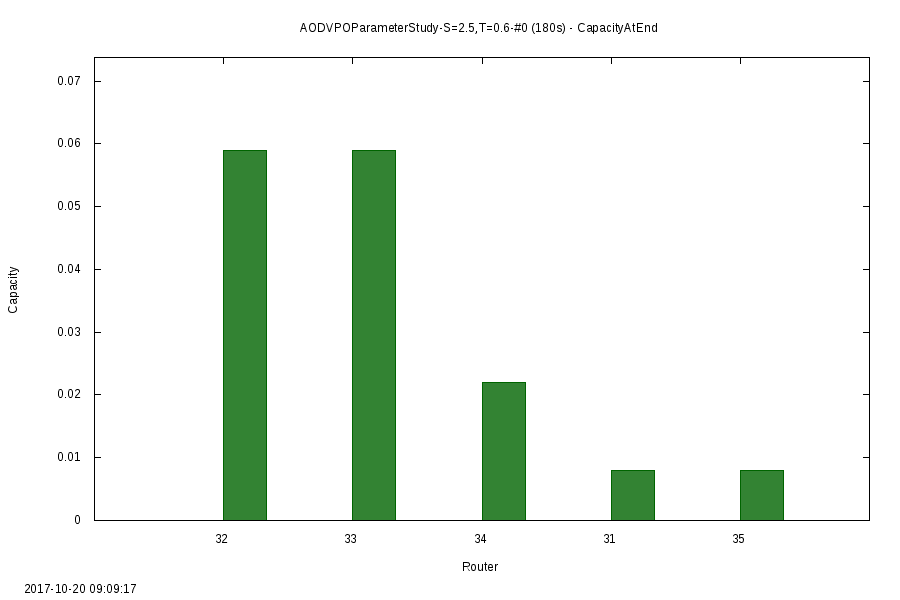 AODVPOParameterStudy-S=2.5,T=0.6-#0 (180s) - CapacityAtEnd
0.07
0.06
0.05
0.04
0.03
0.02
0.01
0
Capacity
32 33 34 31 35
Router
2017-10-20 09:09:17